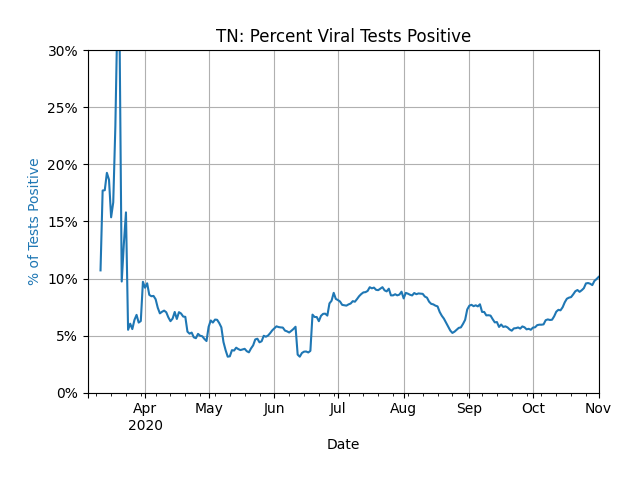 TN: Percent Viral Tests Positive
30%
25%
20%
15%
10%
5%
0%
% of Tests Positive
Apr May Jun Jul Aug Sep Oct Nov
2020
Date